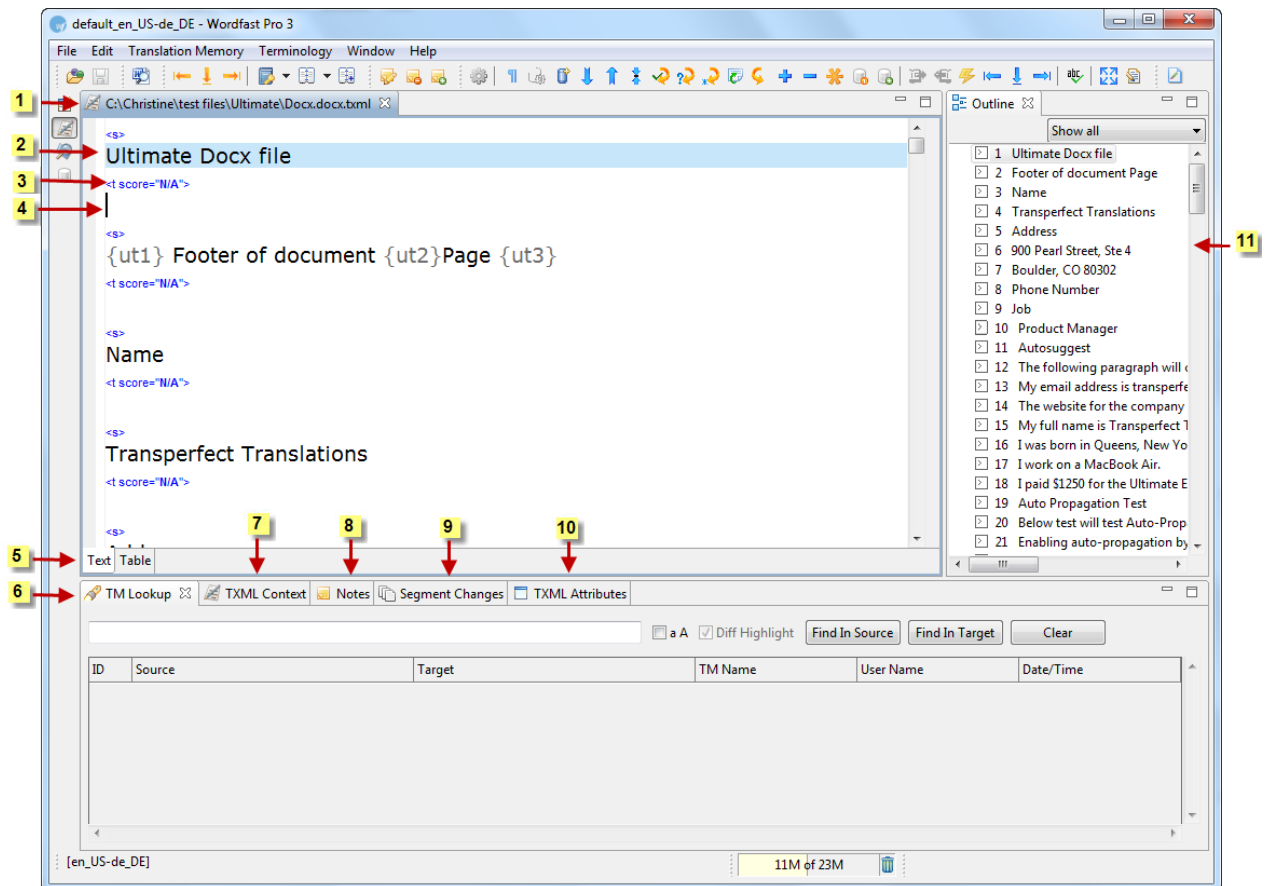 default_en_US-de_DE - Wordfast Pro 3
File Edit Translation Memory Terminology Window Help
1
C:\Christine\test files\Ultimate\Docx.docx.txml
Outline
<s>
Show all
2
Ultimate Docx file
3
<t score="N/A">
4
<s>
{ut1} Footer of document {ut2}Page {ut3}
<t score="N/A">
<s>
Name
<t score="N/A">
<s>
Transperfect Translations
<t score="N/A">
<s>
1 Ultimate Docx file
2 Footer of document Page
3 Name
4 Transperfect Translations
5 Address
6 900 Pearl Street, Ste 4
7 Boulder, CO 80302
8 Phone Number
9 Job
10 Product Manager
11 Autosuggest
12 The following paragraph will
13 My email address is transperfe
14 The website for the company
15 My full name is Transperfect T
16 I was born in Queens, New Yo
17 I work on a MacBook Air.
18 I paid $1250 for the Ultimate E
19 Auto Propagation Test
20 Below test will test Auto-Prop
21 Enabling auto-propagation by
11
7 8 9 10
5
Text Table
6
TM Lookup TXML Context Notes Segment Changes TXML Attributes
a A Diff Highlight Find In Source Find In Target Clear
ID Source Target TM Name User Name Date/Time
[en_US-de_DE] 11M of 23M